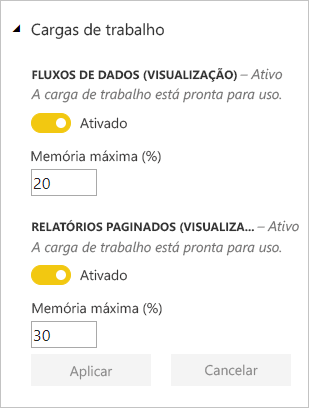 Cargas de trabalho
FLUXOS DE DADOS (VISUALIZAÇÃO) – Ativo
A carga de trabalho está pronta para uso.
Ativado
Memória máxima (%)
20
RELATÓRIOS PAGINADOS (VISUALIZA... – Ativo
A carga de trabalho está pronta para uso.
Ativado
Memória máxima (%)
30
Aplicar Cancelar